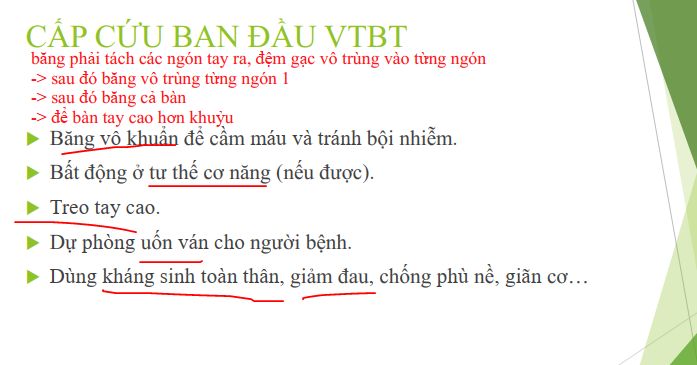 CẤP CỨU BAN ĐẦU VTBT
băng phải tách các ngón tay ra, đệm gạc vô trùng vào từng ngón
-> sau đó băng vô trùng từng ngón 1
-> sau đó băng cả bàn
-> để bàn tay cao hơn khuỷu
Băng vô khuẩn để cầm máu và tránh bội nhiễm.
Bất động ở tư thế cơ năng (nếu được).
Treo tay cao.
Dự phòng uốn ván cho người bệnh.
Dùng kháng sinh toàn thân, giảm đau, chống phù nề, giãn cơ…